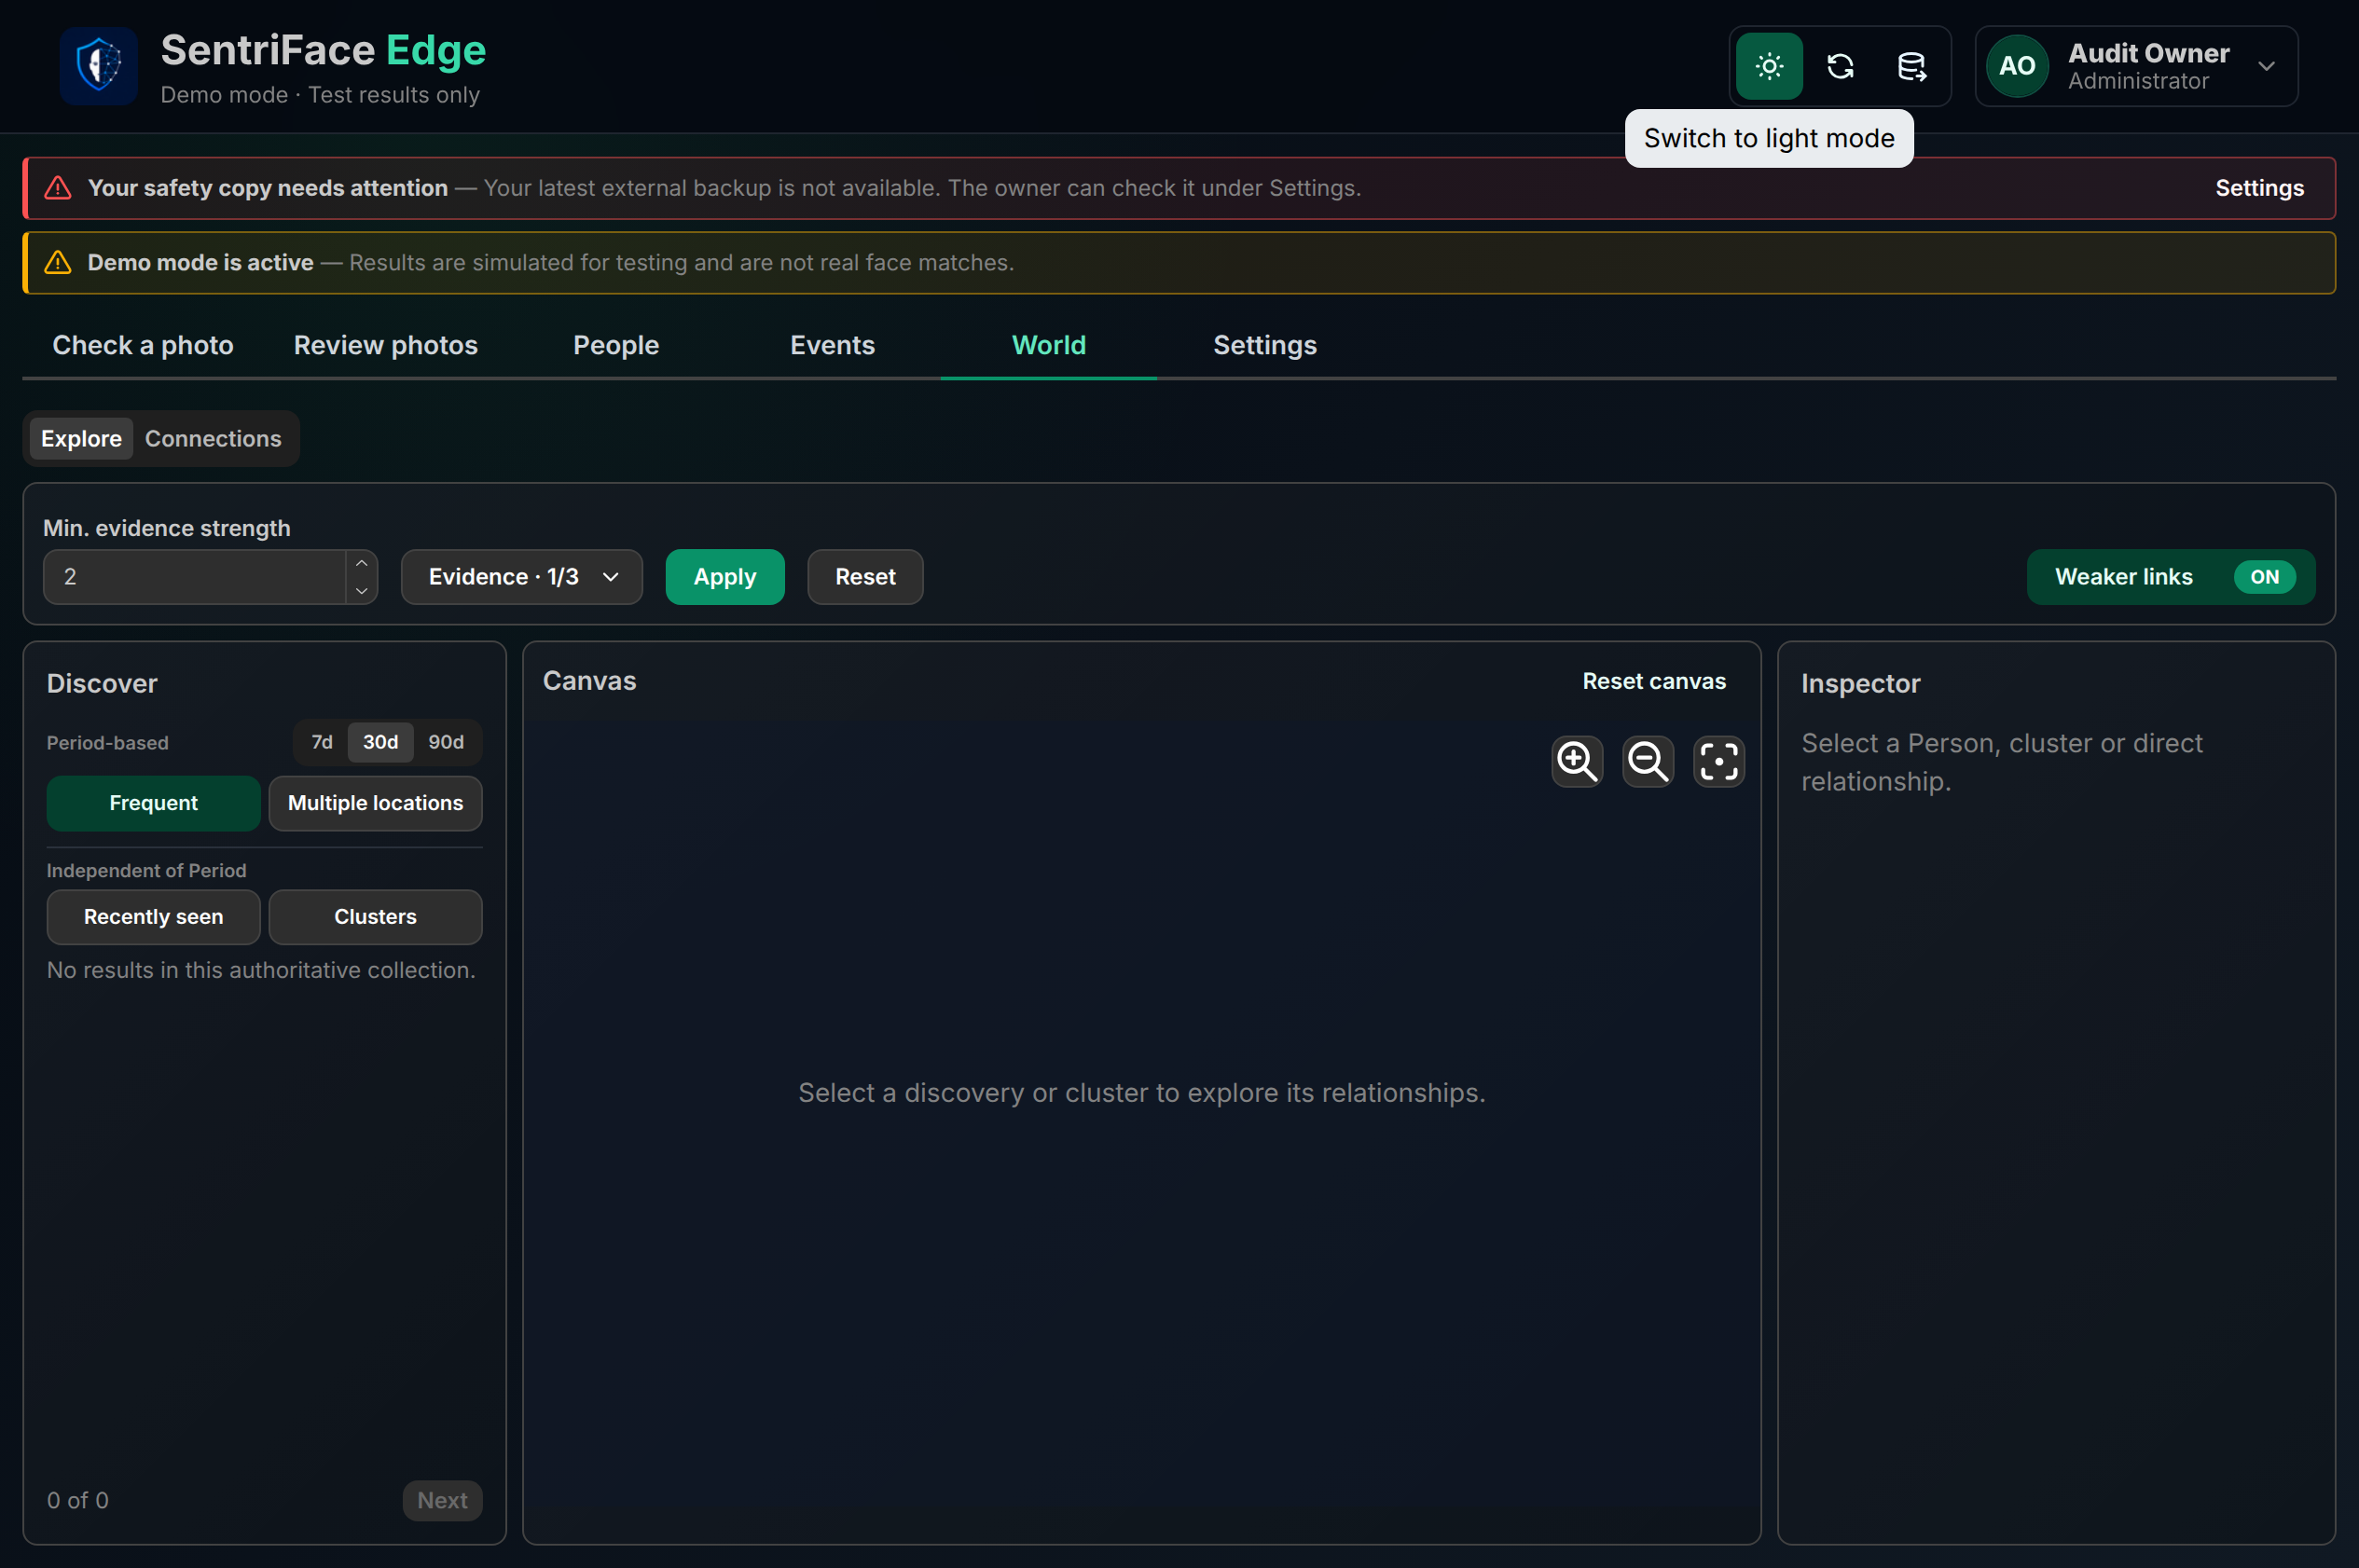 SentriFace Edge
Demo mode · Test results only
AO
Audit Owner
Administrator
Switch to light mode
Your safety copy needs attention — Your latest external backup is not available. The owner can check it under Settings.
Settings
Demo mode is active — Results are simulated for testing and are not real face matches.
Check a photo
Review photos
People
Events
World
Settings
Explore
Connections
Min. evidence strength
2
Evidence · 1/3
Apply
Reset
Weaker links
ON
Discover
Period-based
7d
30d
90d
Frequent
Multiple locations
Independent of Period
Recently seen
Clusters
No results in this authoritative collection.
0 of 0
Next
Canvas
Reset canvas
Select a discovery or cluster to explore its relationships.
Inspector
Select a Person, cluster or direct
relationship.